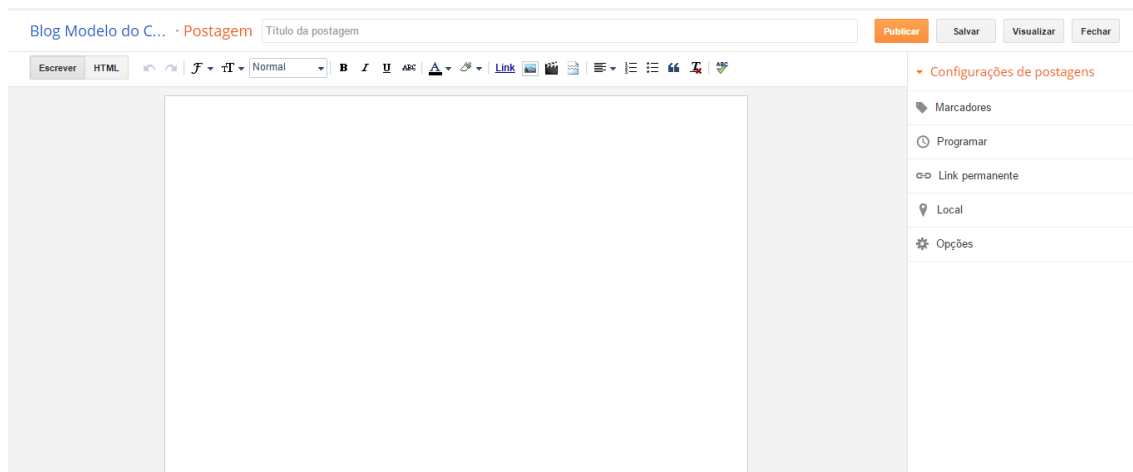 Blog Modelo do C... · Postagem Título da postagem Publicar Salvar Visualizar Fechar
Escrever HTML F TT Normal B I U ABC A Link ABC
Configurações de postagens
Marcadores
Programar
Link permanente
Local
Opções